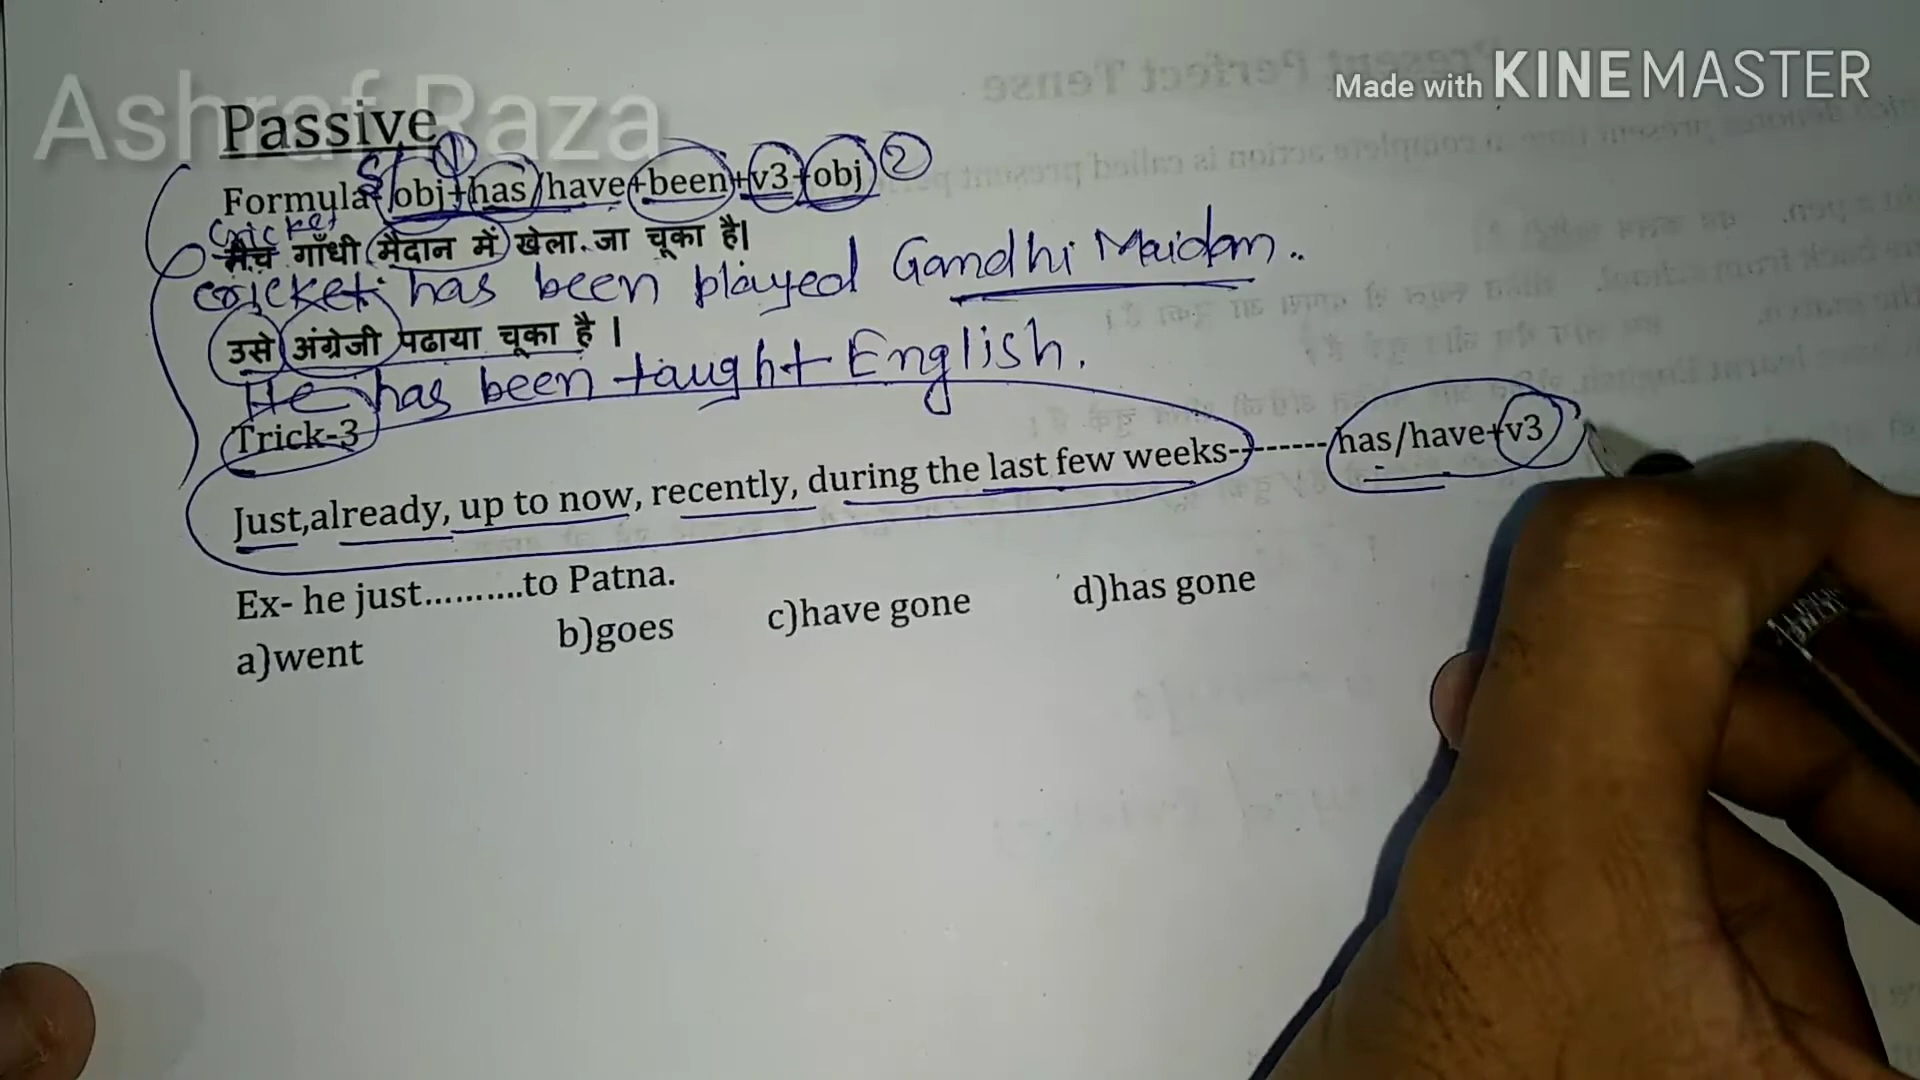 Ashraf Raza
Made with KINEMASTER
Present Perfect Tense
Passive
S 1
Formula- obj+has/have+been+v3+obj 2
cricket
मैच गाँधी मैदान में खेला जा चूका है।
cricket has been played Gandhi Maidan..
उसे अंग्रेजी पढाया चूका है ।
He has been taught English.
Trick-3
Just,already, up to now, recently, during the last few weeks--------has/have+v3
Ex- he just..........to Patna.
a)went b)goes c)have gone d)has gone